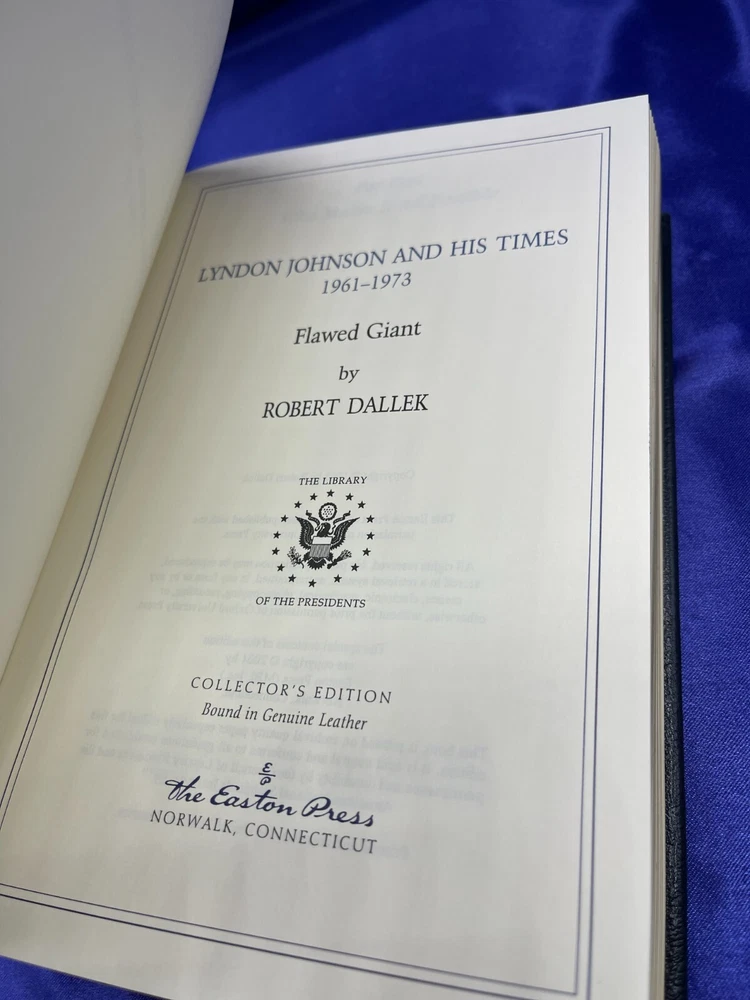 LYNDON JOHNSON AND HIS TIMES
1961–1973
Flawed Giant
by
ROBERT DALLEK
THE LIBRARY
OF THE PRESIDENTS
COLLECTOR'S EDITION
Bound in Genuine Leather
E
P
The Easton Press
NORWALK, CONNECTICUT